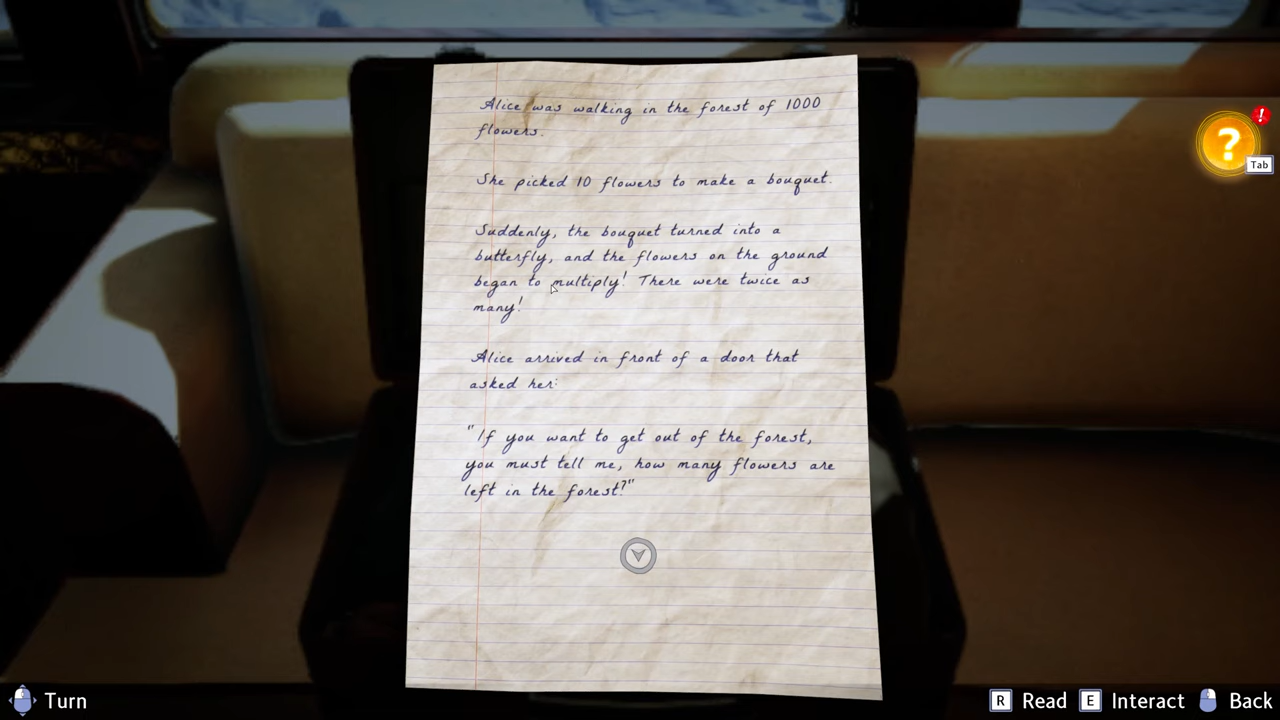 Alice was walking in the forest of 1000
flowers.
She picked 10 flowers to make a bouquet.
Suddenly, the bouquet turned into a
butterfly, and the flowers on the ground
began to multiply! There were twice as
many!
Alice arrived in front of a door that
asked her:
"If you want to get out of the forest,
you must tell me, how many flowers are
left in the forest?"
?
!
Tab
Turn
R Read E Interact Back